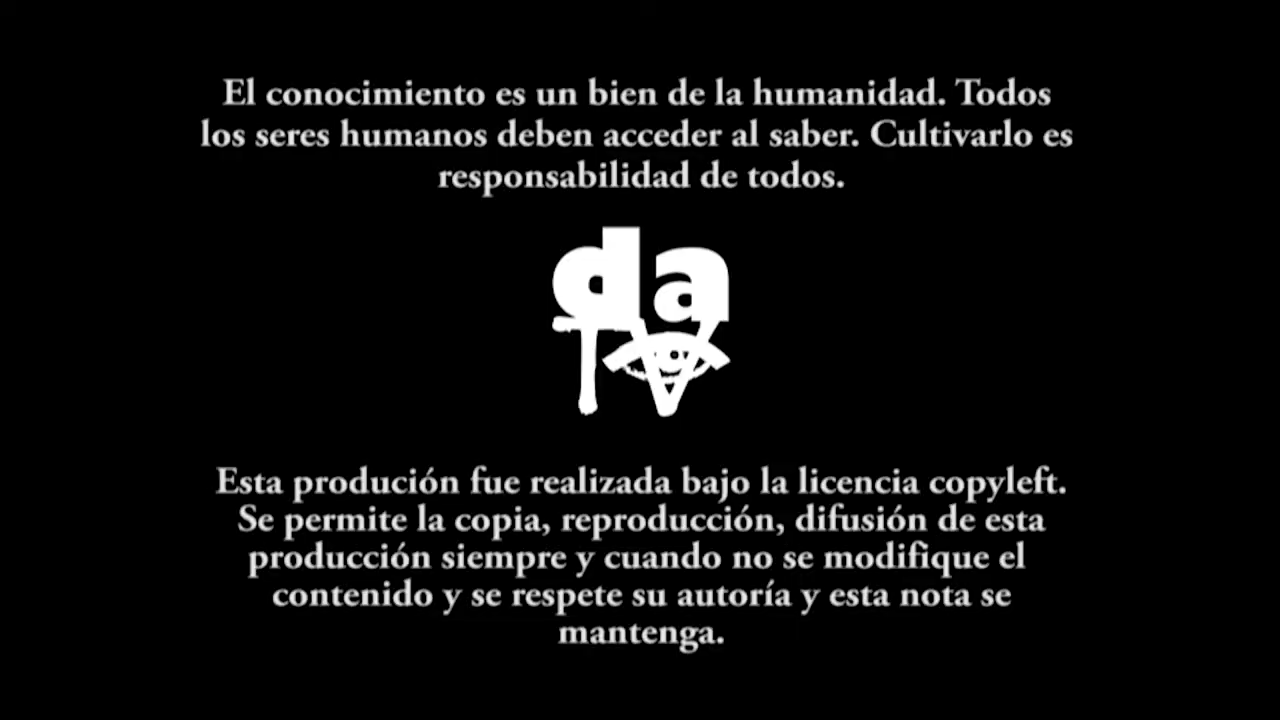 El conocimiento es un bien de la humanidad. Todos
los seres humanos deben acceder al saber. Cultivarlo es
responsabilidad de todos.
da
TV
Esta produción fue realizada bajo la licencia copyleft.
Se permite la copia, reproducción, difusión de esta
producción siempre y cuando no se modifique el
contenido y se respete su autoría y esta nota se
mantenga.